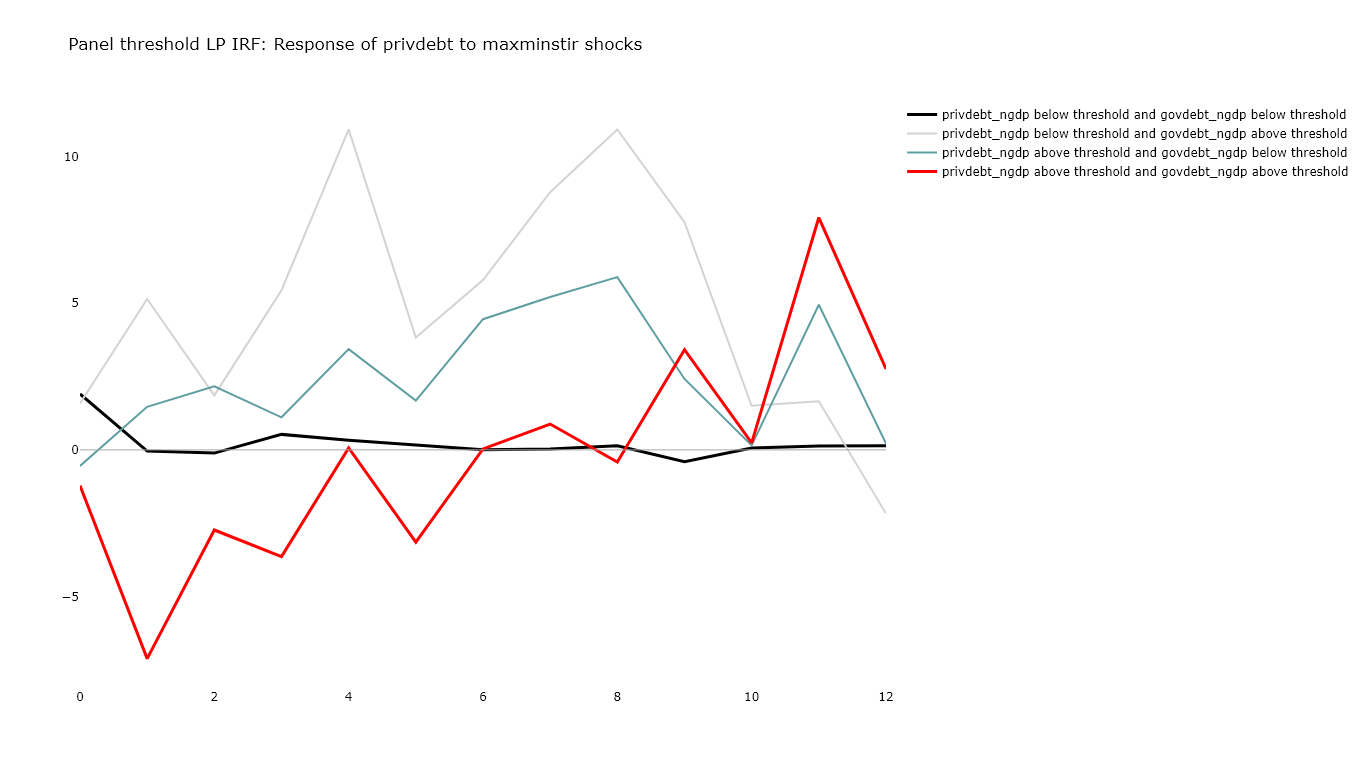 Panel threshold LP IRF: Response of privdebt to maxminstir shocks
privdebt_ngdp below threshold and govdebt_ngdp below threshold
privdebt_ngdp below threshold and govdebt_ngdp above threshold
privdebt_ngdp above threshold and govdebt_ngdp below threshold
privdebt_ngdp above threshold and govdebt_ngdp above threshold
10
5
0
−5
0 2 4 6 8 10 12